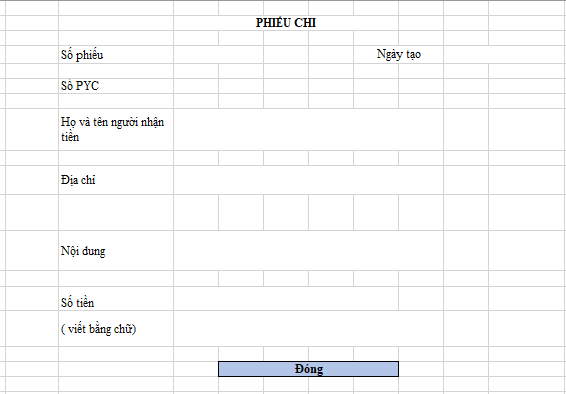 PHIẾU CHI
Số phiếu Ngày tạo
Số PYC
Họ và tên người nhận
tiền
Địa chỉ
Nội dung
Số tiền
( viết bằng chữ)
Đóng